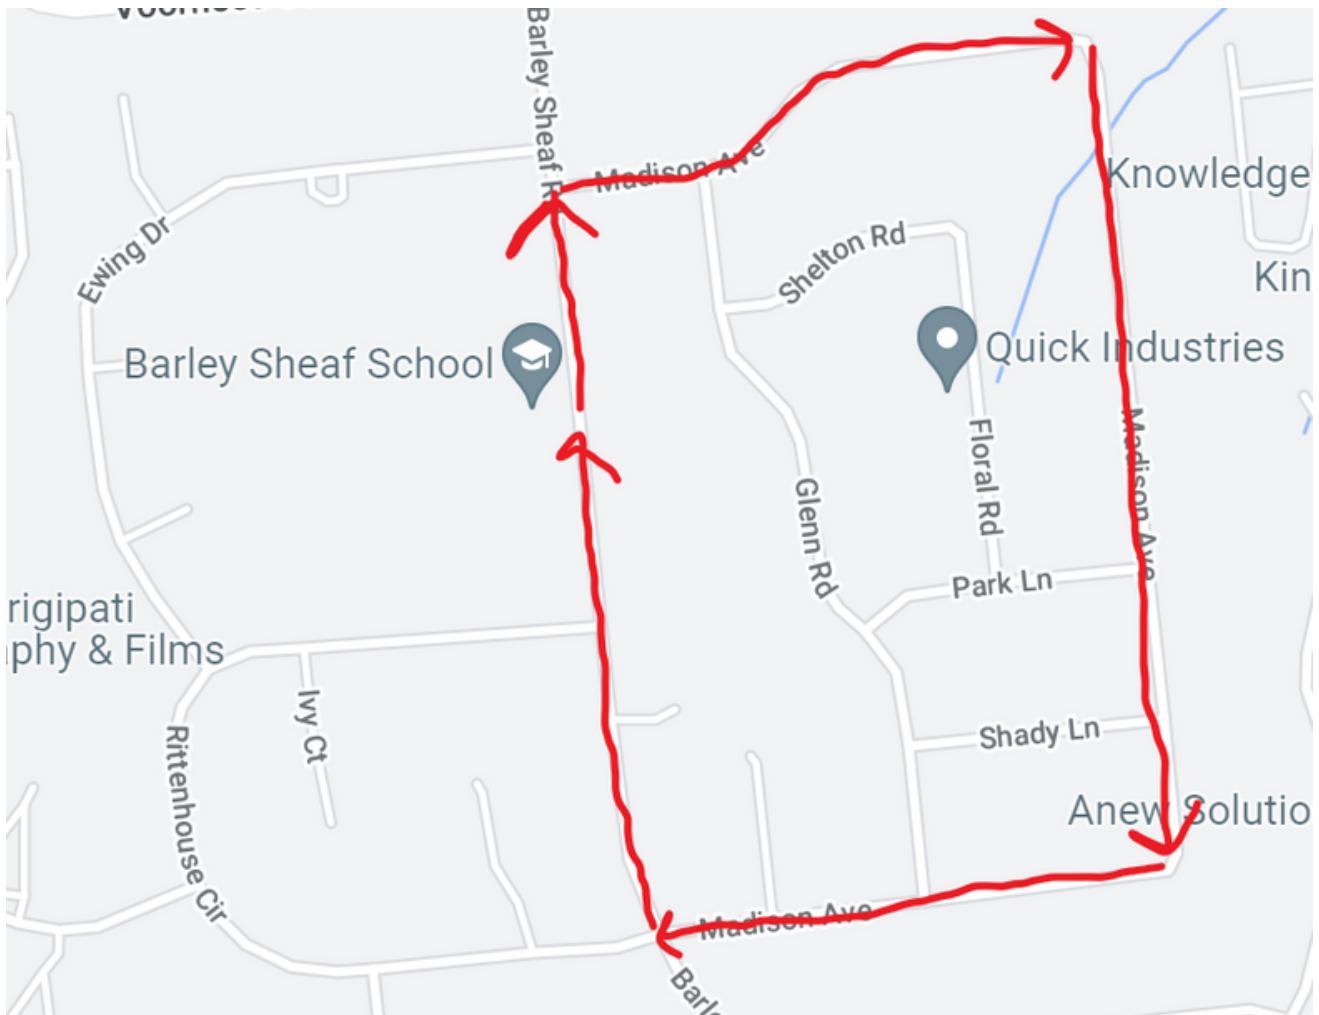 Barley Sheaf R
Madison Ave
Knowledge
Ewing Dr
Shelton Rd
Kin
Barley Sheaf School
Quick Industries
Madison Ave
Floral Rd
Glenn Rd
Park Ln
rigipati
phy & Films
Ivy Ct
Shady Ln
Rittenhouse Cir
Anew Solutio
Madison Ave
Barle